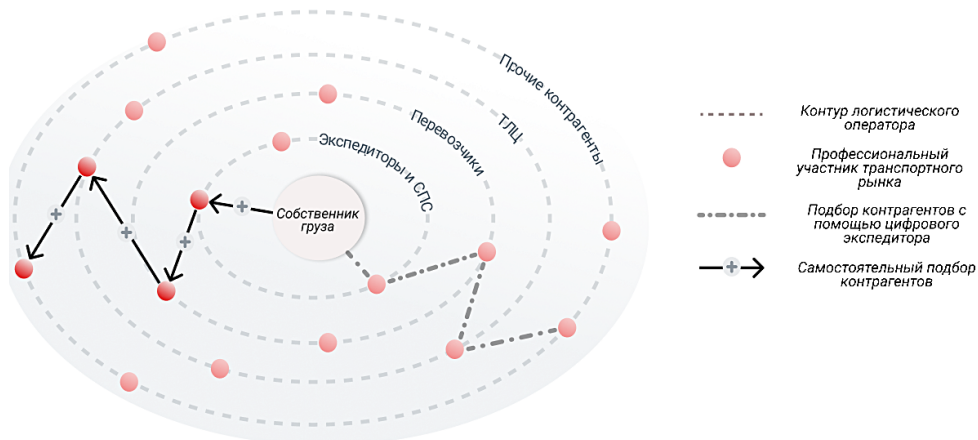 Прочие контрагенты
ТЛЦ
Перевозчики
Экспедиторы и СПС
Собственник
груза
Контур логистического
оператора
Профессиональный
участник транспортного
рынка
Подбор контрагентов с
помощью цифрового
экспедитора
Самостоятельный подбор
контрагентов